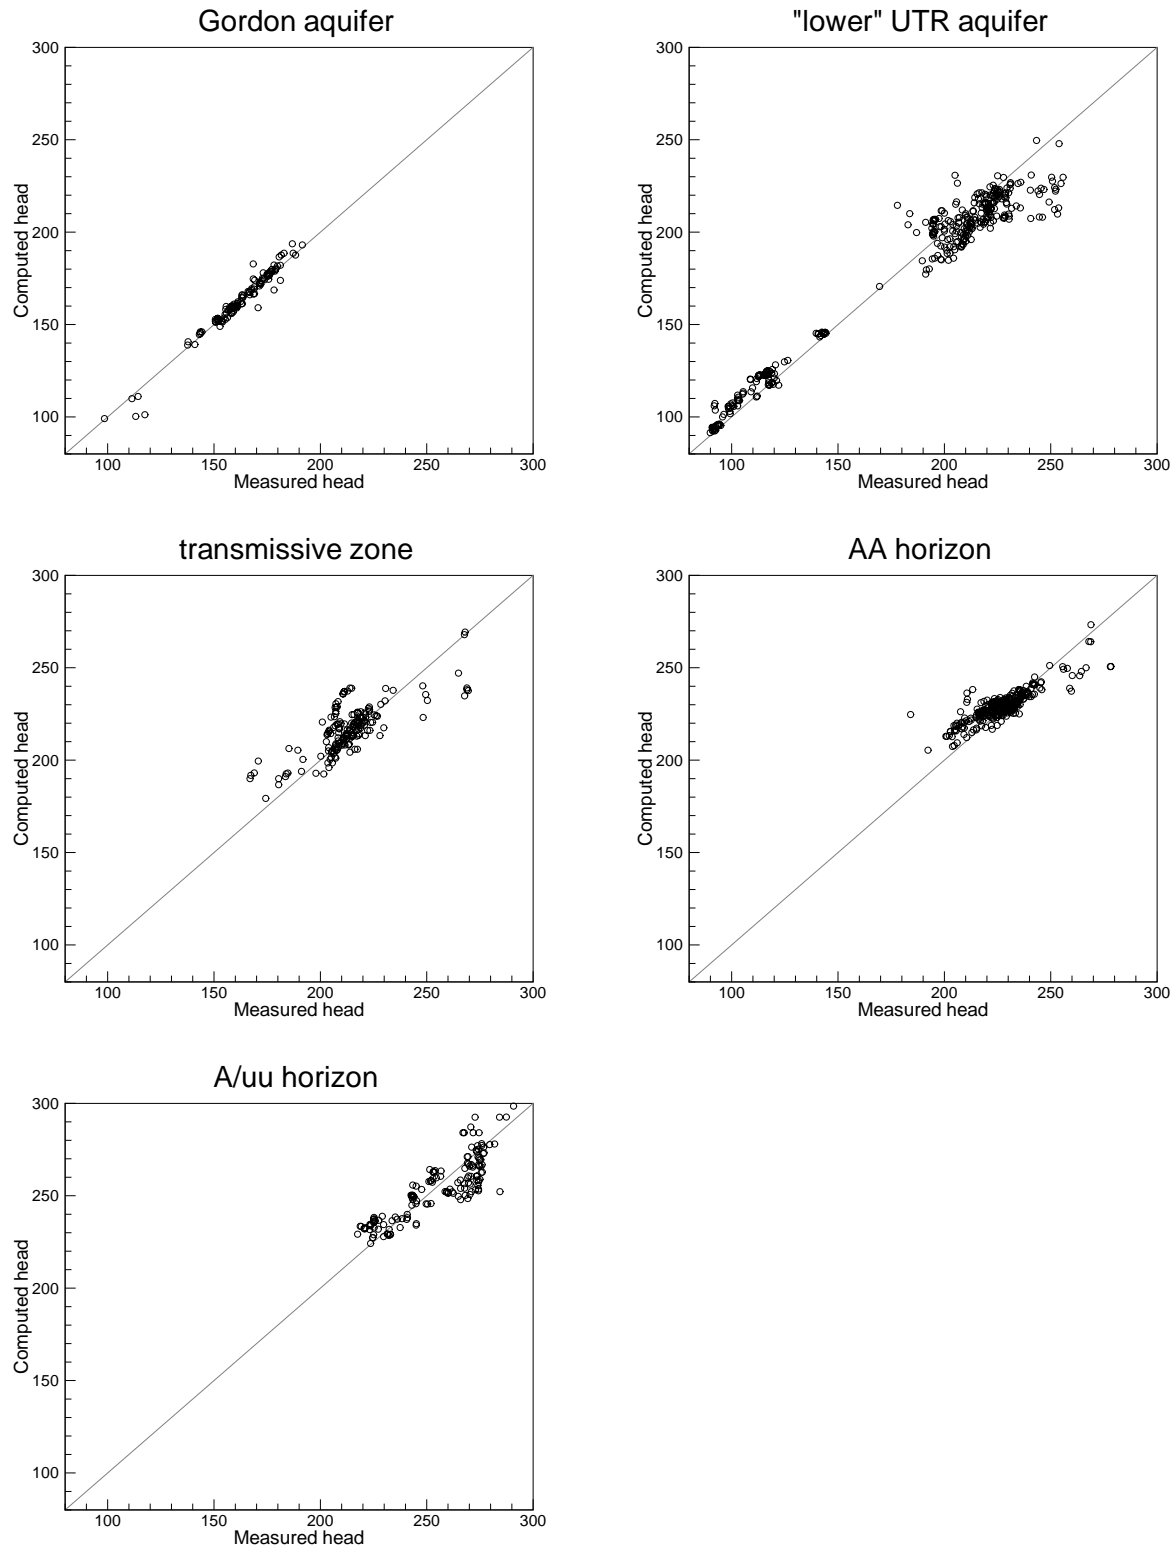 Gordon aquifer
300
250
200
150
100
Computed head
100 150 200 250 300
Measured head
"lower" UTR aquifer
300
250
200
150
100
Computed head
100 150 200 250 300
Measured head
transmissive zone
300
250
200
150
100
Computed head
100 150 200 250 300
Measured head
AA horizon
300
250
200
150
100
Computed head
100 150 200 250 300
Measured head
A/uu horizon
300
250
200
150
100
Computed head
100 150 200 250 300
Measured head